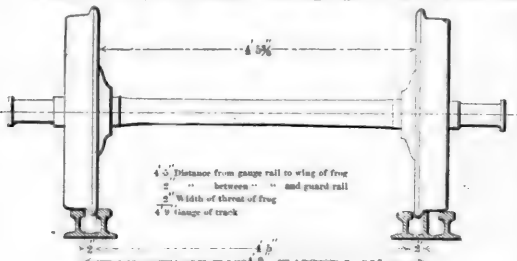 4' 5⅜"
4' 5" Distance from gauge rail to wing of frog
2" " between " " and guard rail
2" Width of throat of frog
4' 9" Gauge of track
2"
4' 5"
2"